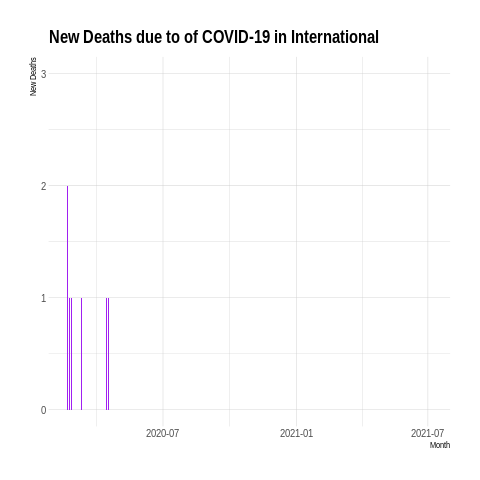 New Deaths due to of COVID-19 in International
New Deaths
3
2
1
0
2020-07
2021-01
2021-07
Month